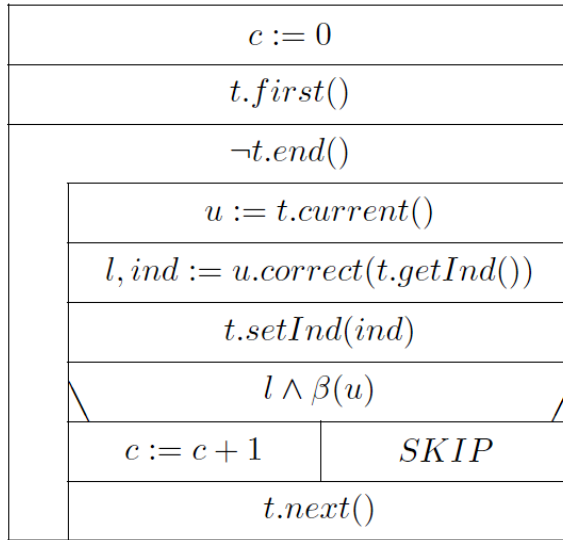 c := 0
t.first()
¬t.end()
u := t.current()
l, ind := u.correct(t.getInd())
t.setInd(ind)
l ∧ β(u)
c := c + 1 SKIP
t.next()